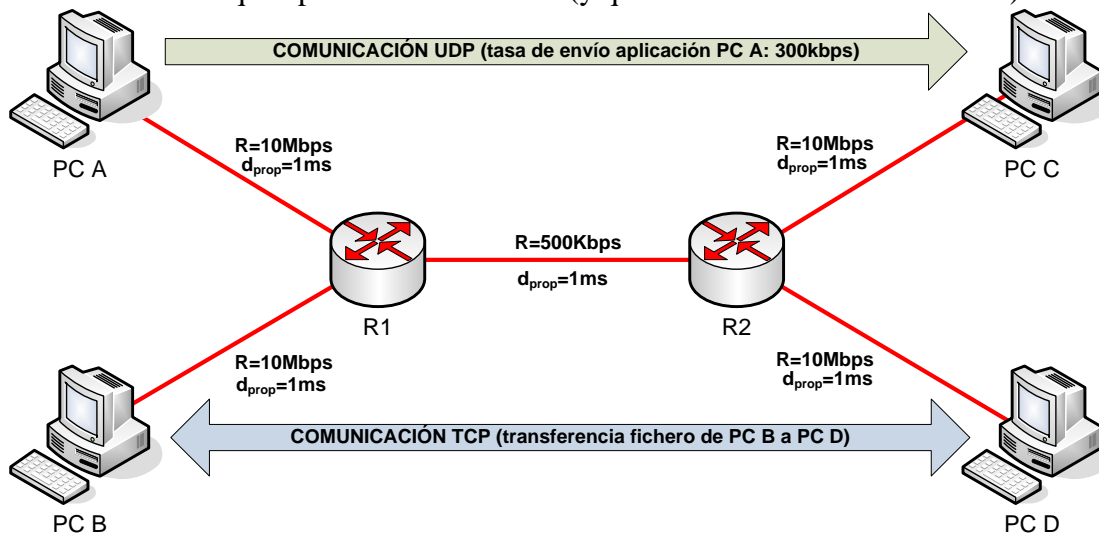 COMUNICACIÓN UDP (tasa de envío aplicación PC A: 300kbps)
PC A
R=10Mbps
dprop=1ms
R=10Mbps
dprop=1ms
PC C
R=500Kbps
dprop=1ms
R1
R2
R=10Mbps
dprop=1ms
R=10Mbps
dprop=1ms
COMUNICACIÓN TCP (transferencia fichero de PC B a PC D)
PC B
PC D